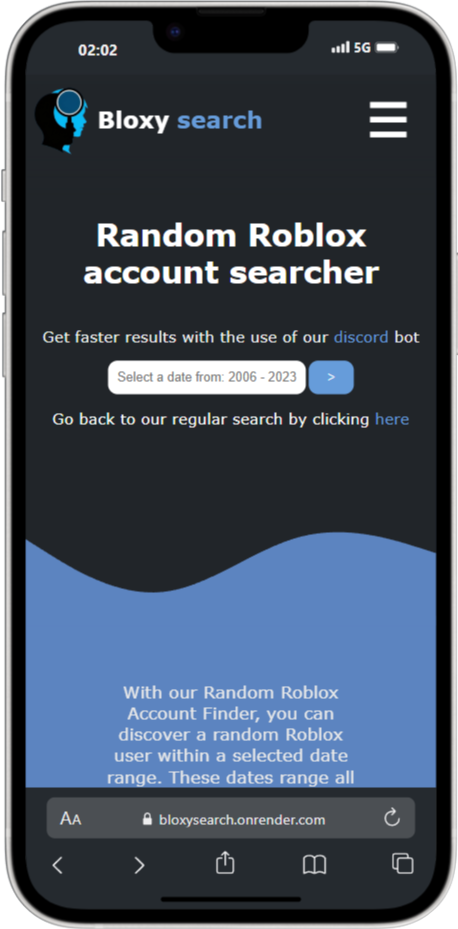 02:02 5G
Bloxy search
Random Roblox
account searcher
Get faster results with the use of our discord bot
Select a date from: 2006 - 2023 >
Go back to our regular search by clicking here
With our Random Roblox
Account Finder, you can
discover a random Roblox
user within a selected date
range. These dates range all
AA bloxysearch.onrender.com